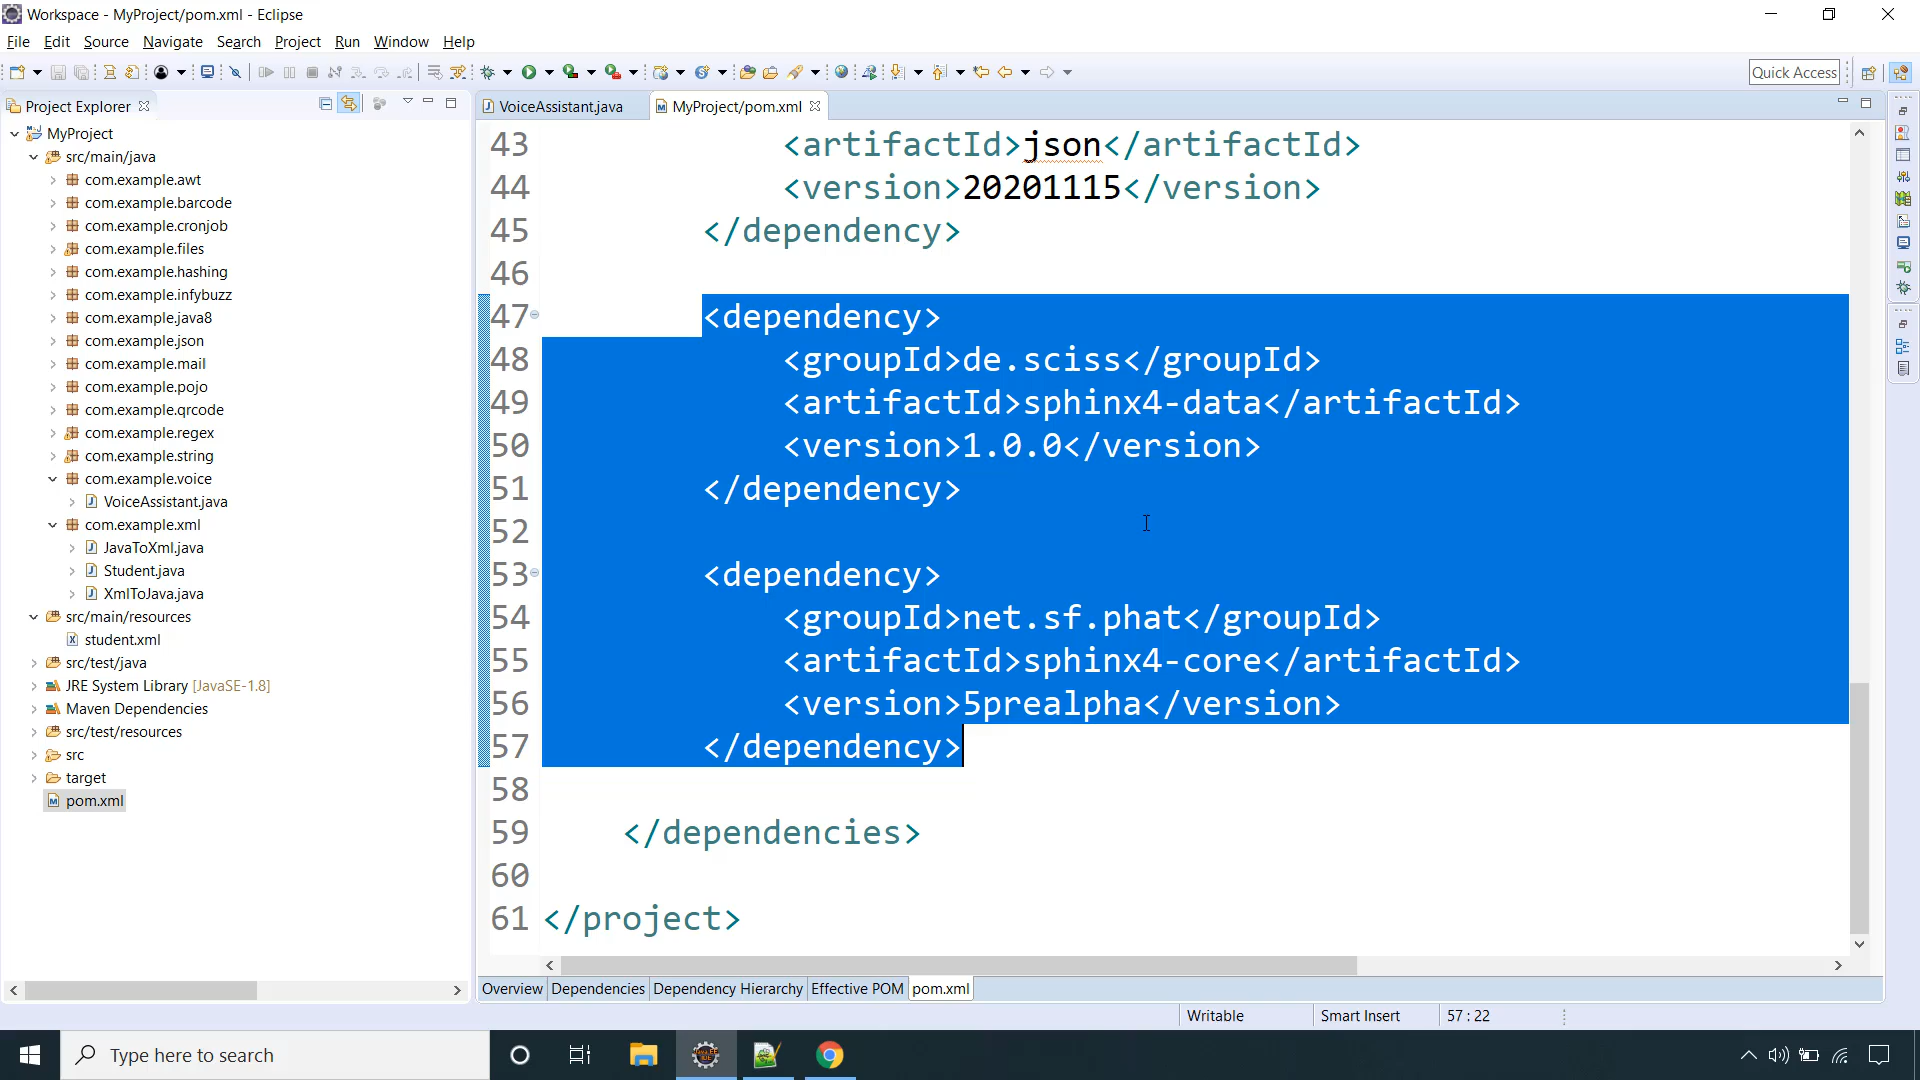 Workspace - MyProject/pom.xml - Eclipse
File Edit Source Navigate Search Project Run Window Help
Quick Access
Project Explorer
MyProject
src/main/java
com.example.awt
com.example.barcode
com.example.cronjob
com.example.files
com.example.hashing
com.example.infybuzz
com.example.java8
com.example.json
com.example.mail
com.example.pojo
com.example.qrcode
com.example.regex
com.example.string
com.example.voice
VoiceAssistant.java
com.example.xml
JavaToXml.java
Student.java
XmlToJava.java
src/main/resources
student.xml
src/test/java
JRE System Library [JavaSE-1.8]
Maven Dependencies
src/test/resources
src
target
pom.xml
VoiceAssistant.java MyProject/pom.xml
43 <artifactId>json</artifactId>
44 <version>20201115</version>
45 </dependency>
46
47 <dependency>
48 <groupId>de.sciss</groupId>
49 <artifactId>sphinx4-data</artifactId>
50 <version>1.0.0</version>
51 </dependency>
52
53 <dependency>
54 <groupId>net.sf.phat</groupId>
55 <artifactId>sphinx4-core</artifactId>
56 <version>5prealpha</version>
57 </dependency>
58
59 </dependencies>
60
61 </project>
Overview Dependencies Dependency Hierarchy Effective POM pom.xml
Writable Smart Insert 57 : 22
Type here to search